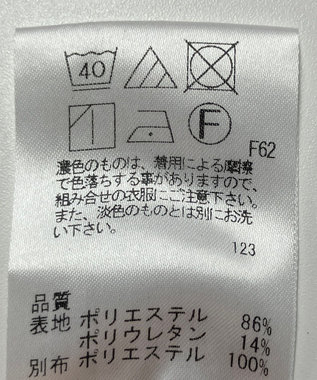 40
F
F62
濃色のものは、着用による摩擦
で色落ちする事がありますので、
組み合せの衣服にご注意下さい。
また、淡色のものとは別にお洗
い下さい。
123
品質
表地 ポリエステル 86%
ポリウレタン 14%
別布 ポリエステル 100%